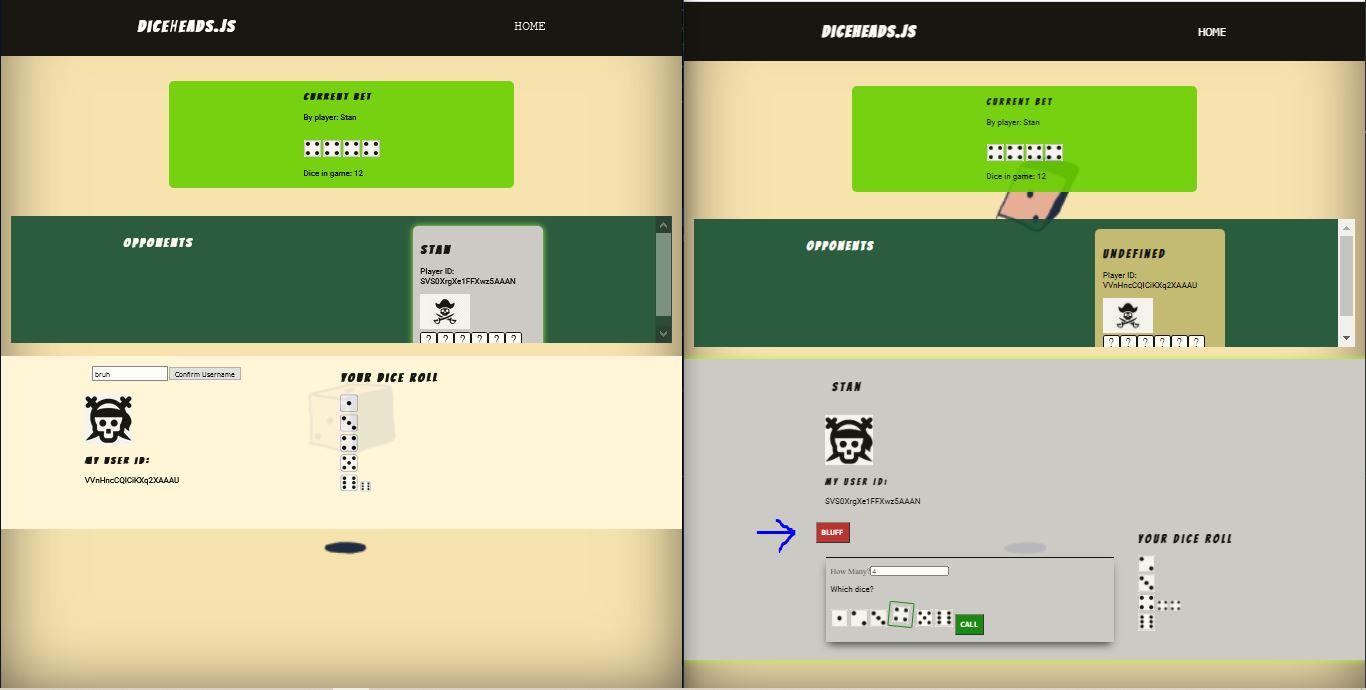 DICEHEADS.JS
HOME
CURRENT BET
By player: Stan
Dice in game: 12
OPPONENTS
STAN
Player ID:
SVS0XrgXe1FFXwz5AAAN
? ? ? ? ? ?
bruh
Confirm Username
YOUR DICE ROLL
MY USER ID:
VVnHncCQICiKXq2XAAAU
DICEHEADS.JS
HOME
CURRENT BET
By player: Stan
Dice in game: 12
OPPONENTS
UNDEFINED
Player ID:
VVnHncCQICiKXq2XAAAU
? ? ? ? ? ?
STAN
MY USER ID:
SVS0XrgXe1FFXwz5AAAN
BLUFF
YOUR DICE ROLL
How Many? 4
Which dice?
CALL